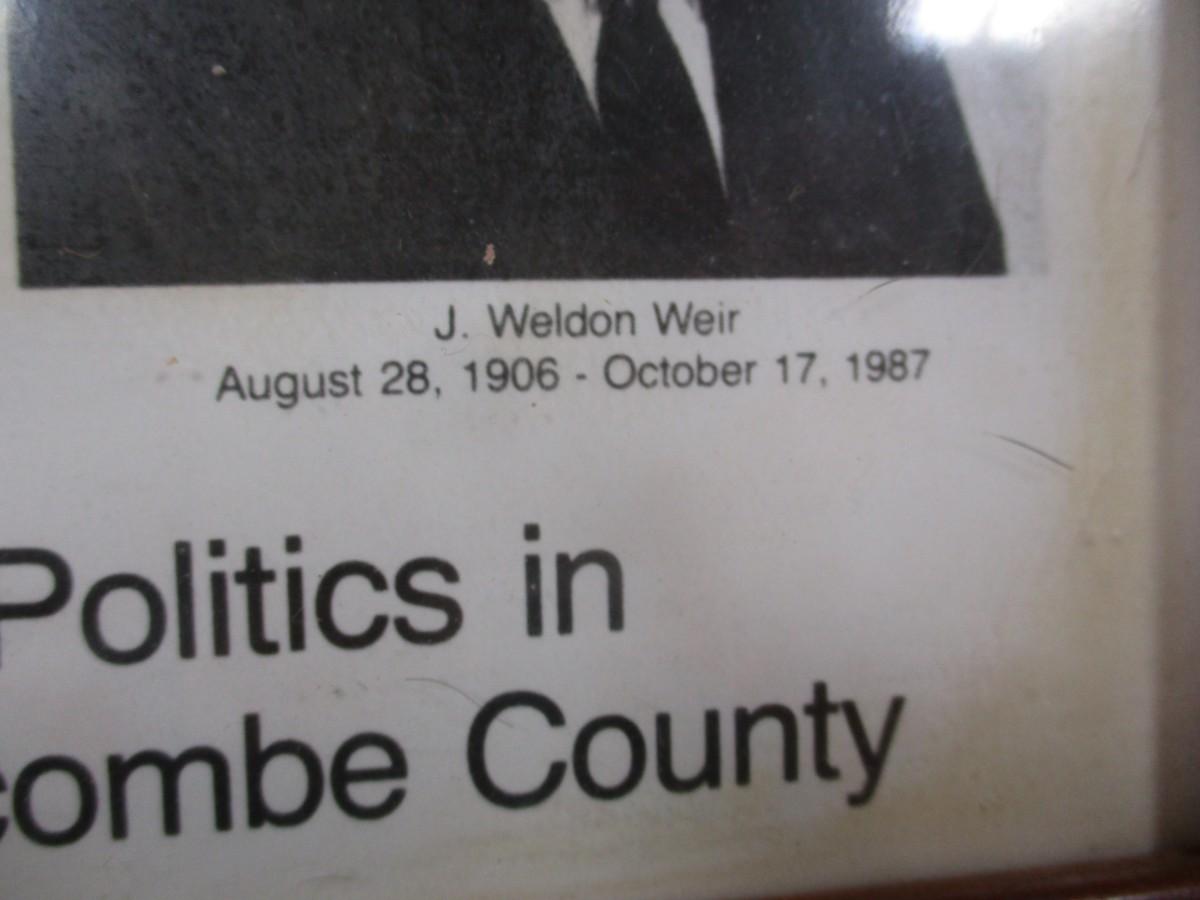 J. Weldon Weir
August 28, 1906 - October 17, 1987
Politics in
combe County